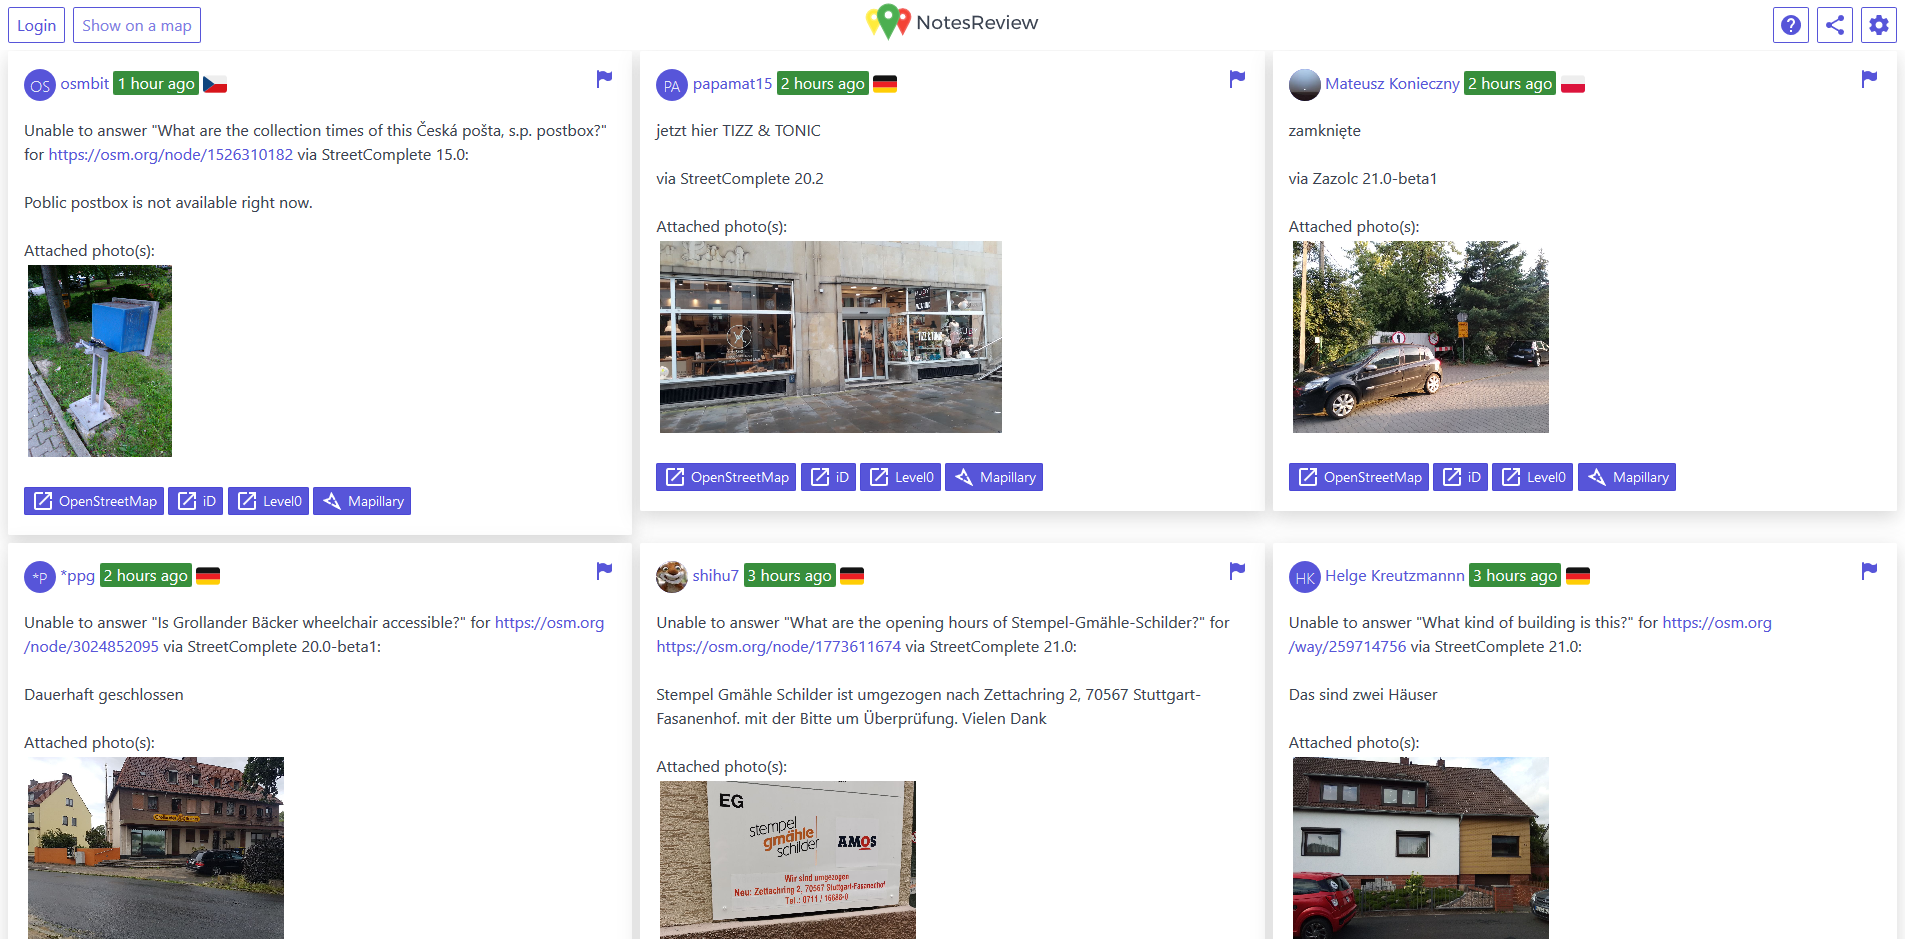 Login
Show on a map
NotesReview
OS osmbit 1 hour ago
Unable to answer "What are the collection times of this Česká pošta, s.p. postbox?"
for https://osm.org/node/1526310182 via StreetComplete 15.0:
Poblic postbox is not available right now.
Attached photo(s):
OpenStreetMap iD Level0 Mapillary
PA papamat15 2 hours ago
jetzt hier TIZZ & TONIC
via StreetComplete 20.2
Attached photo(s):
OpenStreetMap iD Level0 Mapillary
Mateusz Konieczny 2 hours ago
zamknięte
via Zazolc 21.0-beta1
Attached photo(s):
OpenStreetMap iD Level0 Mapillary
*P *ppg 2 hours ago
Unable to answer "Is Grollander Bäcker wheelchair accessible?" for https://osm.org
/node/3024852095 via StreetComplete 20.0-beta1:
Dauerhaft geschlossen
Attached photo(s):
shihu7 3 hours ago
Unable to answer "What are the opening hours of Stempel-Gmähle-Schilder?" for
https://osm.org/node/1773611674 via StreetComplete 21.0:
Stempel Gmähle Schilder ist umgezogen nach Zettachring 2, 70567 Stuttgart-
Fasanenhof. mit der Bitte um Überprüfung. Vielen Dank
Attached photo(s):
EG
stempel
gmähle
schilder
AMOS
Wir sind umgezogen
Neu: Zettachring 2, 70567 Stuttgart-Fasanenhof
Tel.: 0711 / 16688-0
HK Helge Kreutzmannn 3 hours ago
Unable to answer "What kind of building is this?" for https://osm.org
/way/259714756 via StreetComplete 21.0:
Das sind zwei Häuser
Attached photo(s):